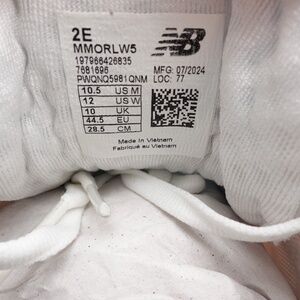 2E
MMORLW5
197966426835
7681696 MFG: 07/2024
PWQNQ5981QNM LOC: 77
10.5 US M
12 US W
10 UK
44.5 EU
28.5 CM
Made in Vietnam
Fabriqué au Vietnam